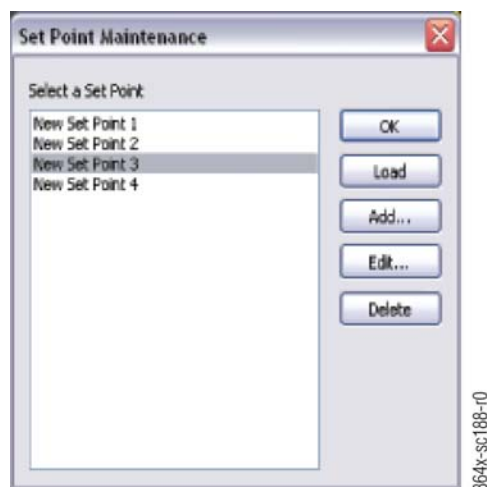 Set Point Maintenance
Select a Set Point
New Set Point 1
New Set Point 2
New Set Point 3
New Set Point 4
OK
Load
Add...
Edit...
Delete
364x-sc188-r0